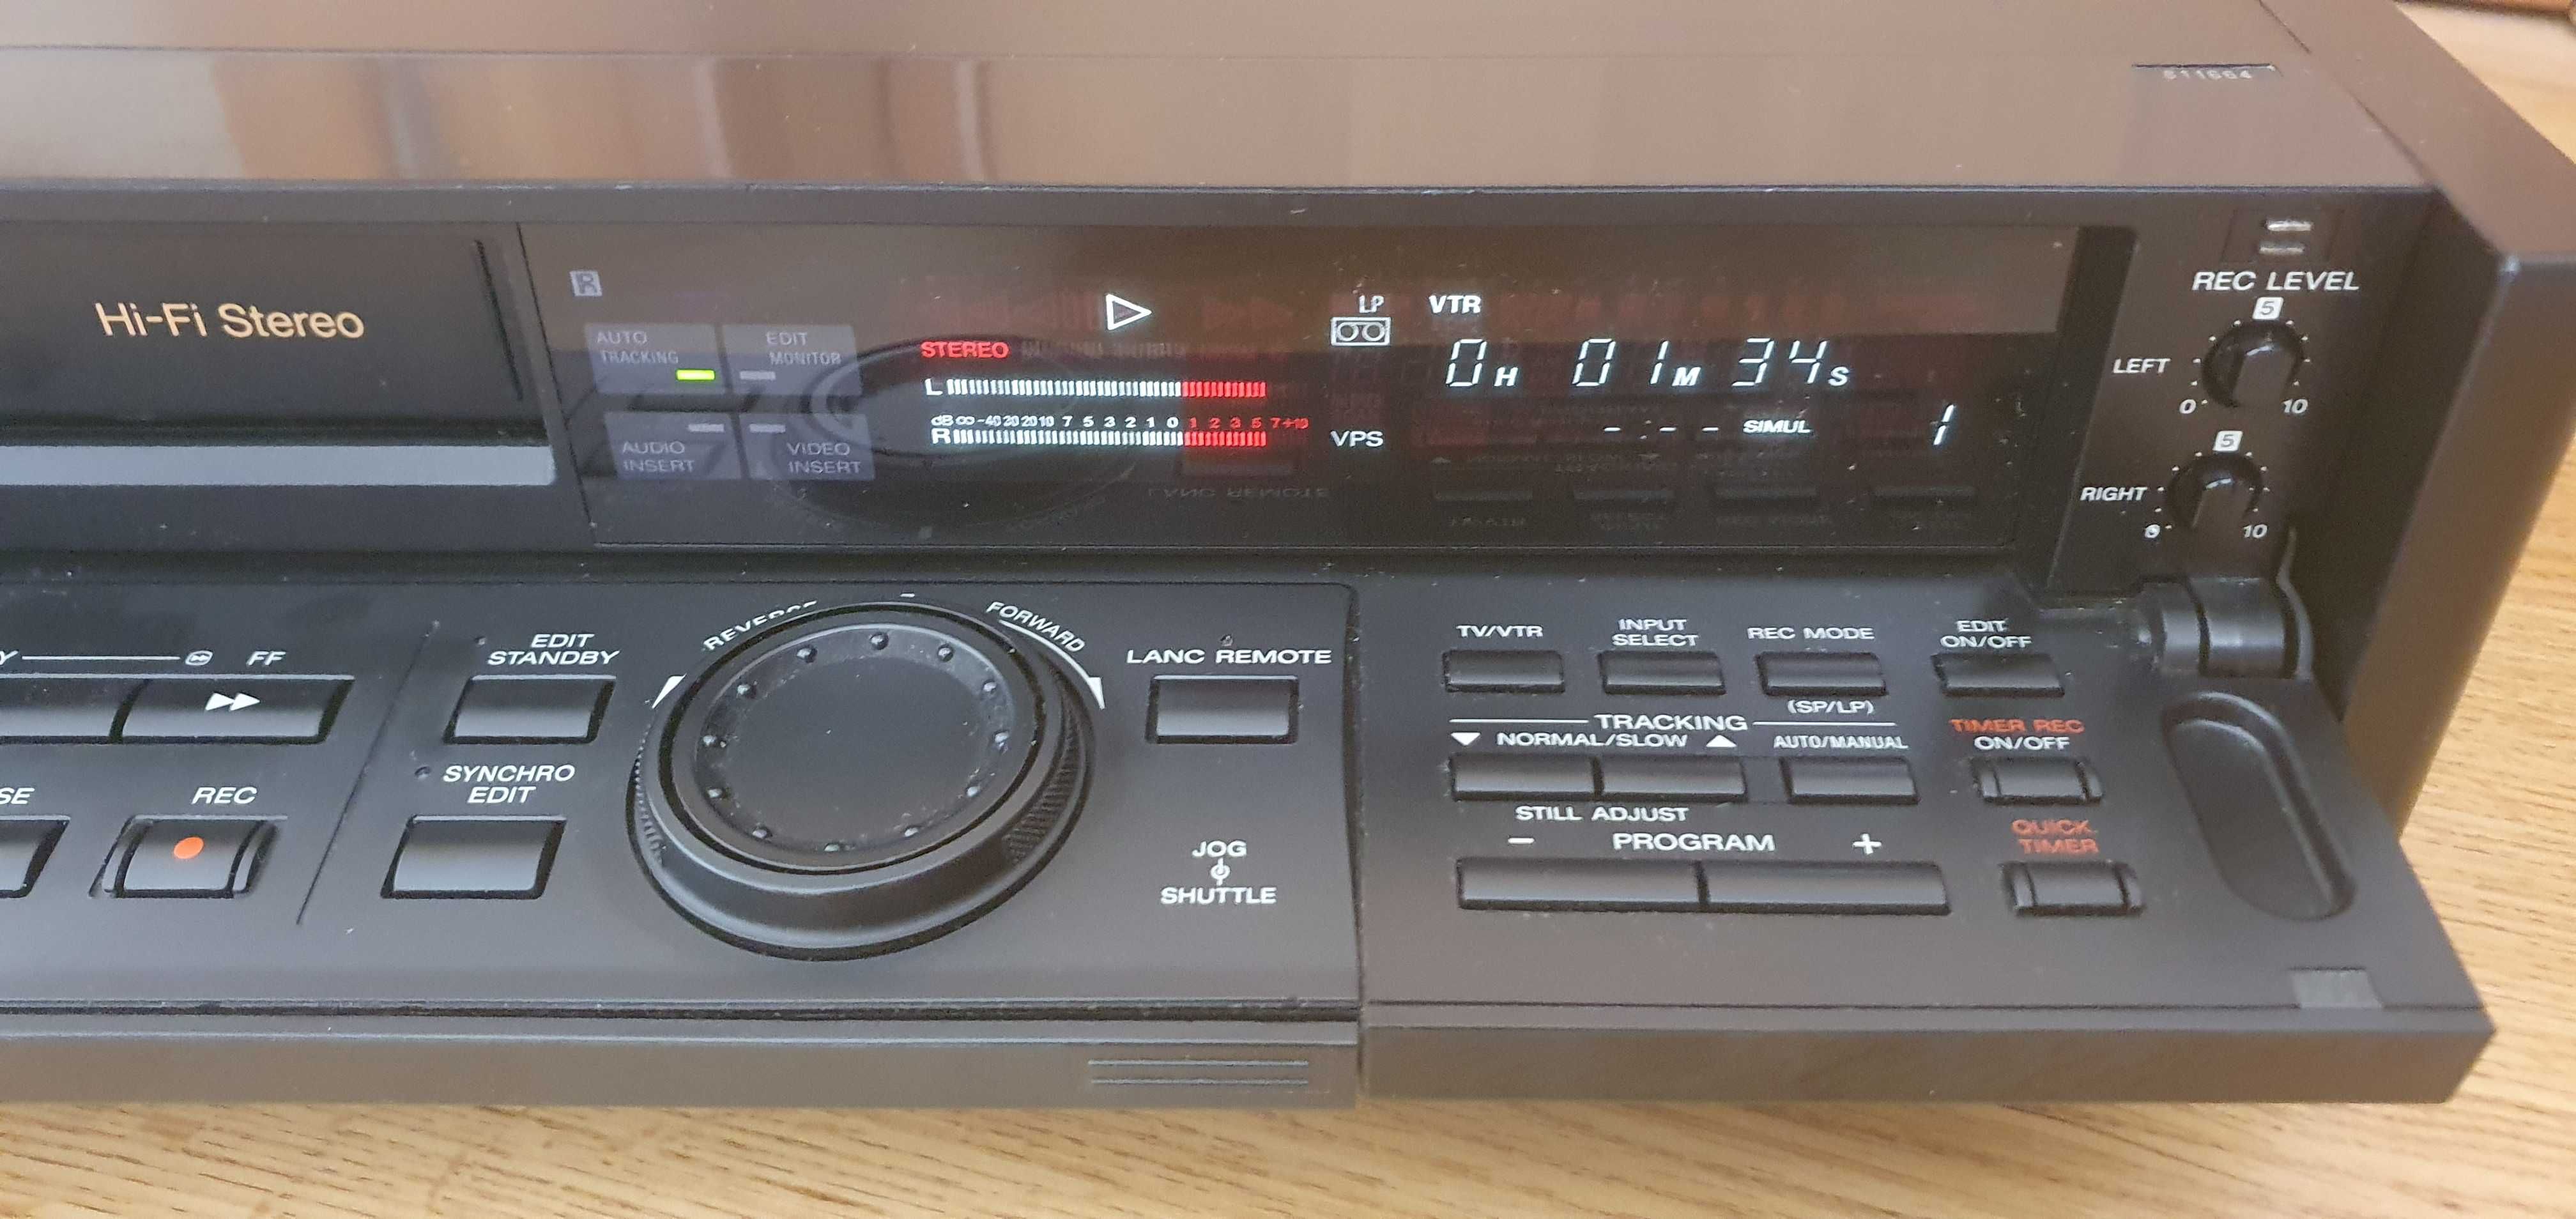 611664
REC LEVEL
5
LEFT
0 10
5
RIGHT
0 10
Hi-Fi Stereo
AUTO
TRACKING
EDIT
MONITOR
AUDIO
INSERT
VIDEO
INSERT
STEREO
L
dB ∞ -40 30 20 10 7 5 3 2 1 0 1 2 3 5 7 +10
R
LP
VTR
0H 01M 34S
VPS
- : - - SIMUL 1
FF
REC
EDIT
STANDBY
SYNCHRO
EDIT
REVERSE
FORWARD
LANC REMOTE
JOG
SHUTTLE
TV/VTR
INPUT
SELECT
REC MODE
(SP/LP)
EDIT
ON/OFF
TRACKING
NORMAL/SLOW
AUTO/MANUAL
TIMER REC
ON/OFF
STILL ADJUST
- PROGRAM +
QUICK
TIMER